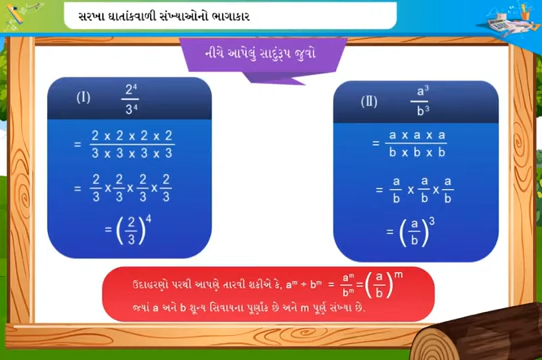 સરખા ઘાતાંકવાળી સંખ્યાઓનો ભાગાકાર
નીચે આપેલું સાદુંરૂપ જુવો
(I) 2⁴/3⁴
= 2 x 2 x 2 x 2 / 3 x 3 x 3 x 3
= 2/3 x 2/3 x 2/3 x 2/3
= (2/3)⁴
(II) a³/b³
= a x a x a / b x b x b
= a/b x a/b x a/b
= (a/b)³
ઉદાહરણો પરથી આપણે તારવી શકીએ કે, aᵐ ÷ bᵐ = aᵐ/bᵐ = (a/b)ᵐ
જ્યાં a અને b શૂન્ય સિવાયના પૂર્ણાંક છે અને m પૂર્ણ સંખ્યા છે.